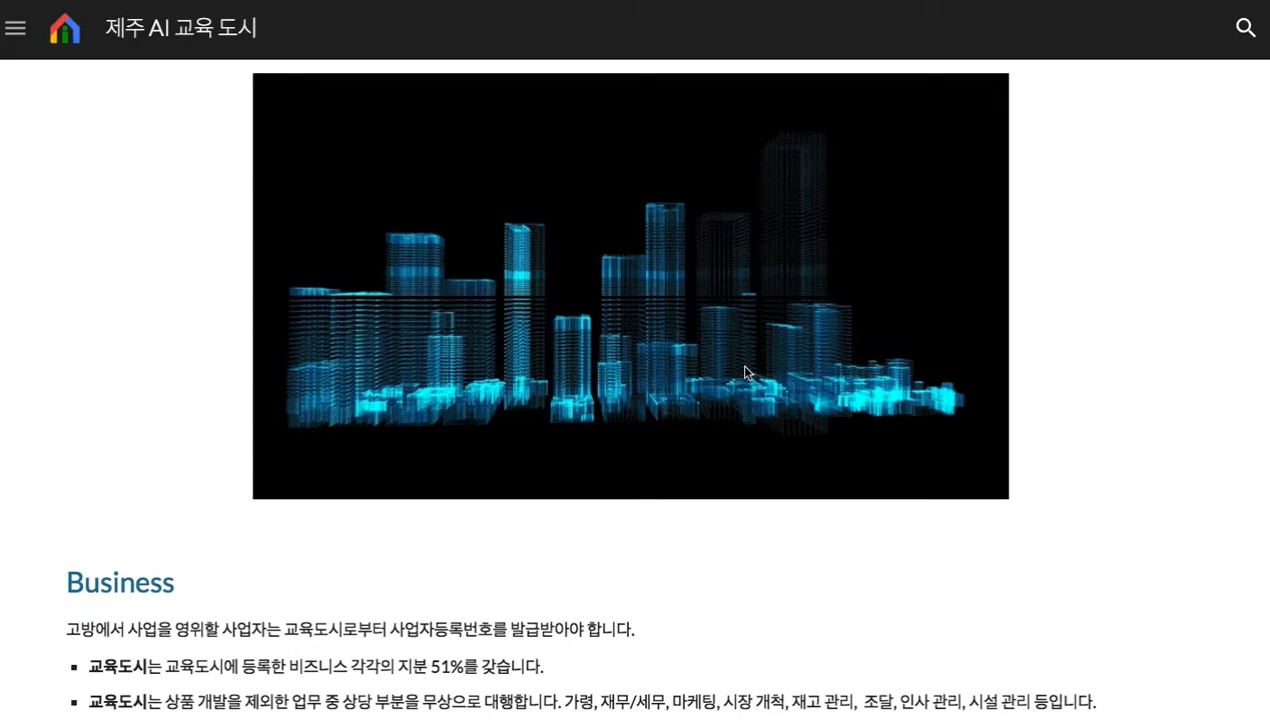 제주 AI 교육 도시
Business
고방에서 사업을 영위할 사업자는 교육도시로부터 사업자등록번호를 발급받아야 합니다.
교육도시는 교육도시에 등록한 비즈니스 각각의 지분 51%를 갖습니다.
교육도시는 상품 개발을 제외한 업무 중 상당 부분을 무상으로 대행합니다. 가령, 재무/세무, 마케팅, 시장 개척, 재고 관리, 조달, 인사 관리, 시설 관리 등입니다.